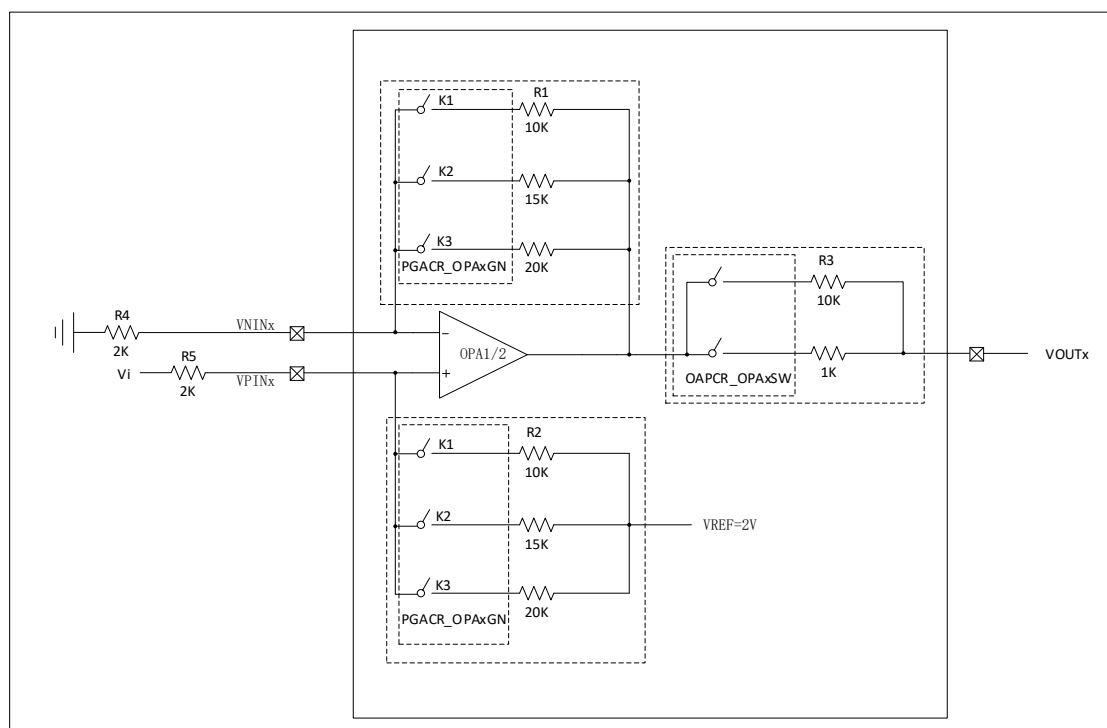 K1
R1
10K
K2
15K
K3
20K
PGACR_OPAxGN
R4
2K
VNINx
Vi
R5
2K
VPINx
-
+
OPA1/2
R3
10K
1K
OAPCR_OPAxSW
VOUTx
K1
R2
10K
K2
15K
VREF=2V
K3
20K
PGACR_OPAxGN